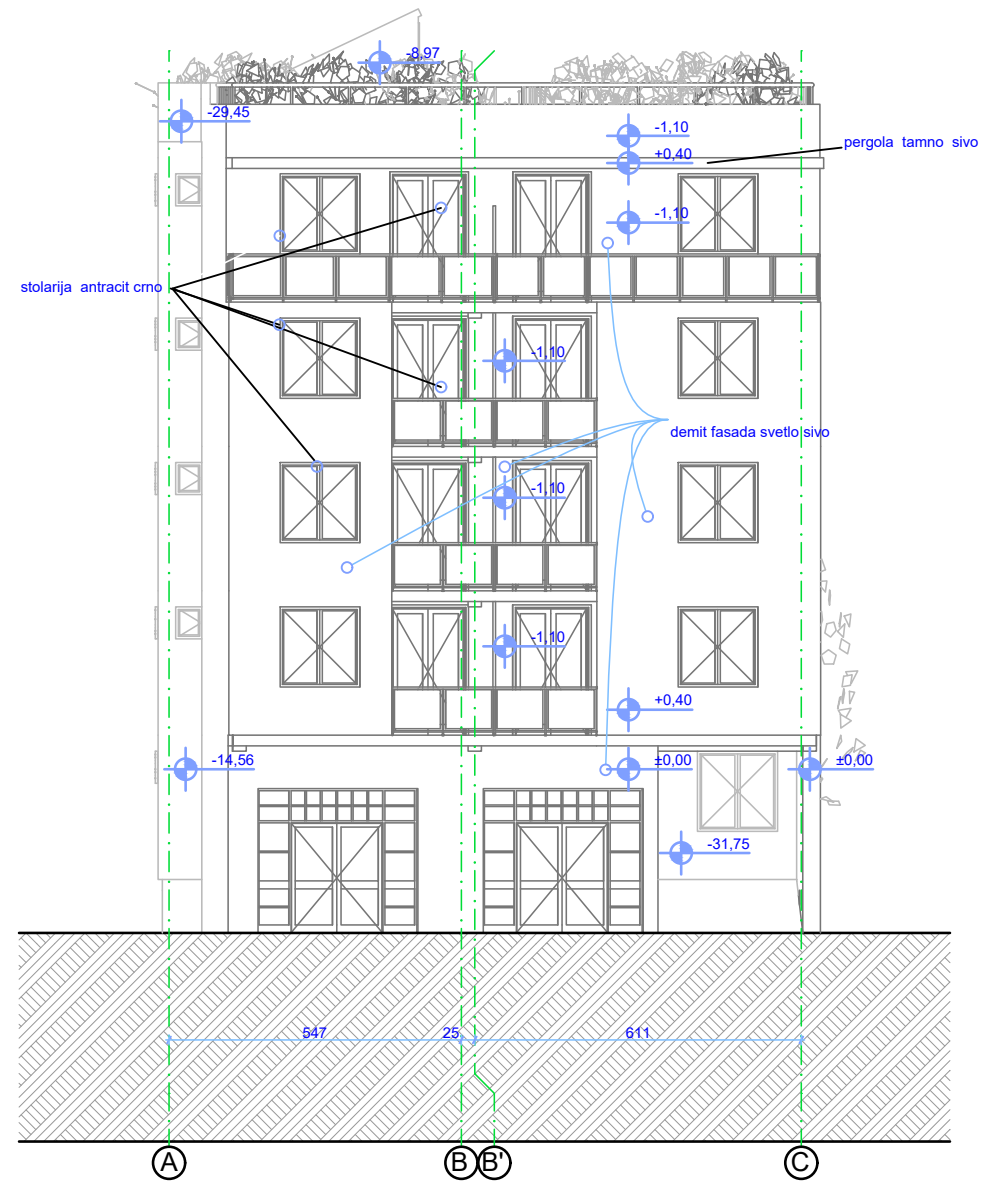 -8,97
-29,45
-1,10
+0,40
pergola tamno sivo
-1,10
stolarija antracit crno
-1,10
demit fasada svetlo sivo
-1,10
-1,10
+0,40
-14,56
±0,00
±0,00
-31,75
547
25
611
A
B
B'
C